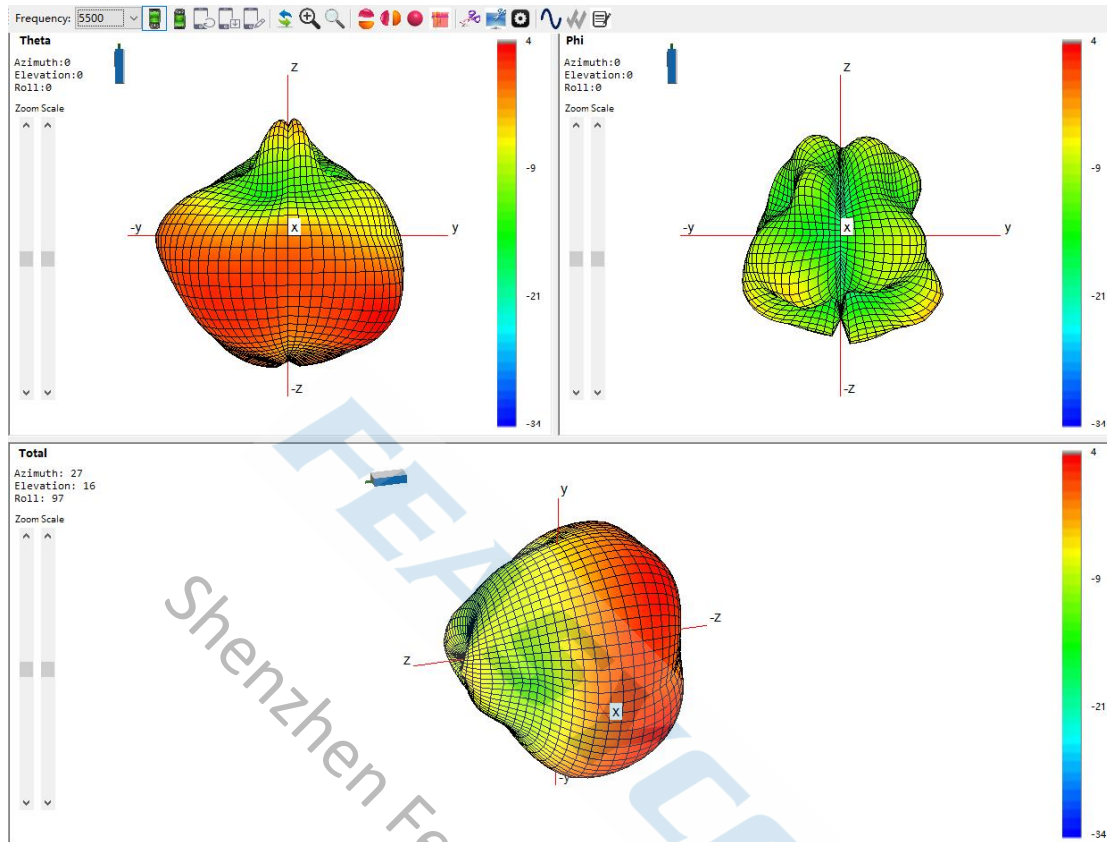 Frequency: 5500
Theta
Azimuth:0
Elevation:0
Roll:0
Zoom Scale
z
-y
x
y
-z
4
-9
-21
-34
Phi
Azimuth:0
Elevation:0
Roll:0
Zoom Scale
z
-y
x
y
-z
4
-9
-21
-34
Total
Azimuth: 27
Elevation: 16
Roll: 97
Zoom Scale
y
-z
z
x
-y
4
-9
-21
-34
Shenzhen Fe